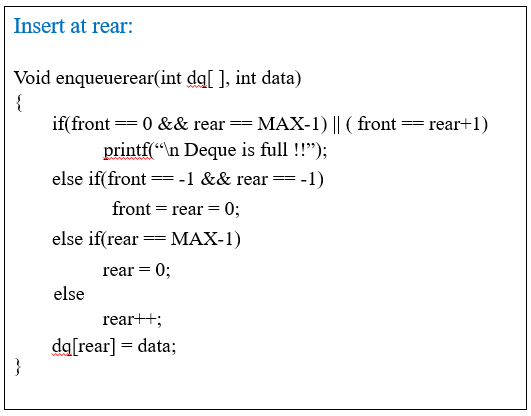 Insert at rear:
Void enqueuerear(int dq[ ], int data)
{
if(front == 0 && rear == MAX-1) || ( front == rear+1)
printf(“\n Deque is full !!”);
else if(front == -1 && rear == -1)
front = rear = 0;
else if(rear == MAX-1)
rear = 0;
else
rear++;
dq[rear] = data;
}